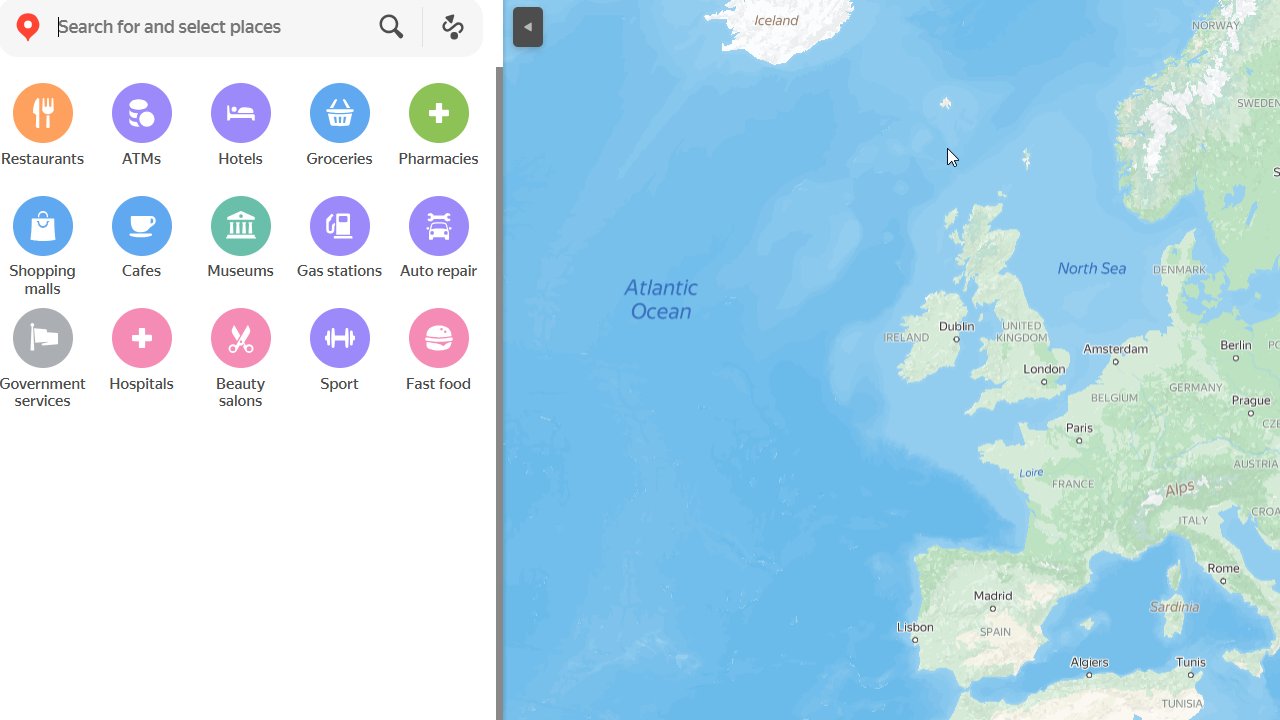 Search for and select places
Restaurants
ATMs
Hotels
Groceries
Pharmacies
Shopping
malls
Cafes
Museums
Gas stations
Auto repair
Government
services
Hospitals
Beauty
salons
Sport
Fast food
Iceland
NORWAY
SWEDEN
North Sea
DENMARK
Atlantic
Ocean
Dublin
IRELAND
UNITED
KINGDOM
Amsterdam
Berlin
London
GERMANY
BELGIUM
Prague
Paris
AUSTRIA
Loire
FRANCE
Alps
ITALY
Rome
Madrid
Sardinia
Lisbon
SPAIN
Algiers
Tunis
TUNISIA